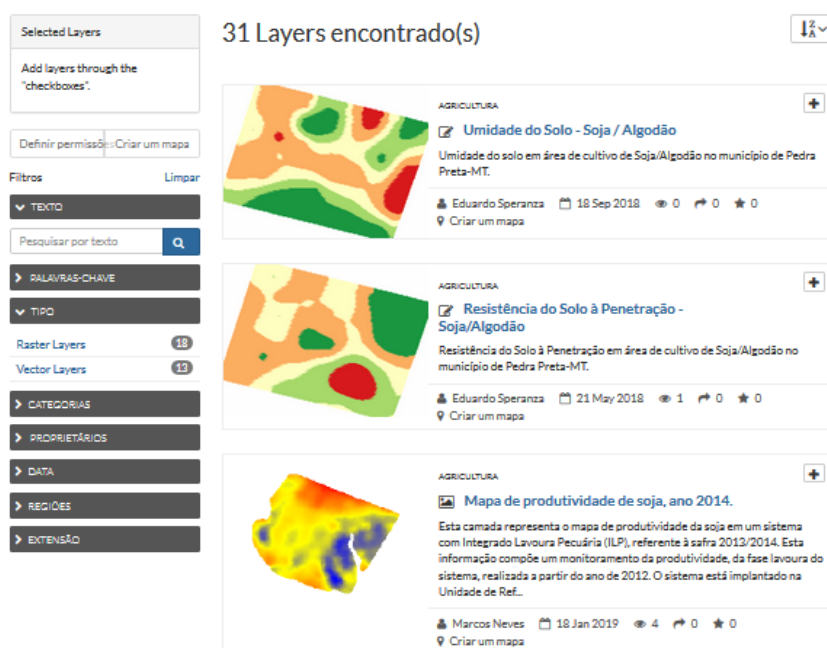 Selected Layers
Add layers through the
"checkboxes".
Definir permissões
Criar um mapa
Filtros
Limpar
TEXTO
Pesquisar por texto
PALAVRAS-CHAVE
TIPO
Raster Layers 18
Vector Layers 13
CATEGORIAS
PROPRIETÁRIOS
DATA
REGIÕES
EXTENSÃO
31 Layers encontrado(s)
AGRICULTURA
Umidade do Solo - Soja / Algodão
Umidade do solo em área de cultivo de Soja/Algodão no município de Pedra
Preta-MT.
Eduardo Speranza 18 Sep 2018 0 0 0
Criar um mapa
AGRICULTURA
Resistência do Solo à Penetração -
Soja/Algodão
Resistência do Solo à Penetração em área de cultivo de Soja/Algodão no
município de Pedra Preta-MT.
Eduardo Speranza 21 May 2018 1 0 0
Criar um mapa
AGRICULTURA
Mapa de produtividade de soja, ano 2014.
Esta camada representa o mapa de produtividade da soja em um sistema
com Integrado Lavoura Pecuária (ILP), referente à safra 2013/2014. Esta
informação compõe um monitoramento da produtividade, da fase lavoura do
sistema, realizada a partir do ano de 2012. O sistema está implantado na
Unidade de Ref...
Marcos Neves 18 Jan 2019 4 0 0
Criar um mapa